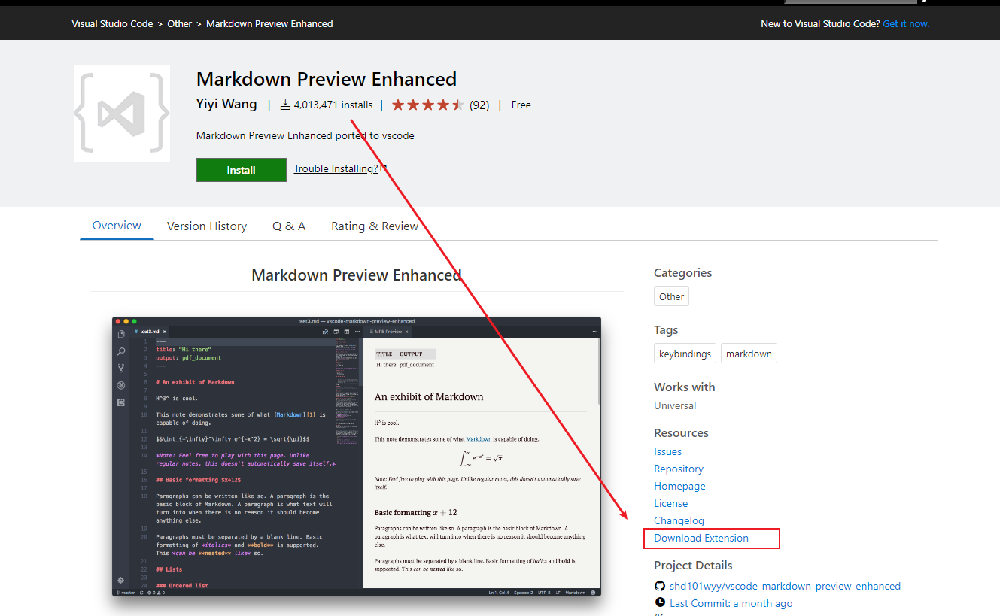 Visual Studio Code > Other > Markdown Preview Enhanced
New to Visual Studio Code? Get it now.
Markdown Preview Enhanced
Yiyi Wang | 4,013,471 installs | (92) | Free
Markdown Preview Enhanced ported to vscode
Install Trouble Installing?
Overview Version History Q & A Rating & Review
Markdown Preview Enhanced
test3.md — vscode-markdown-preview-enhanced
test3.md ×
1 ---
2 title: "Hi there"
3 output: pdf_document
4 ---
5
6 # An exhibit of Markdown
7
8 H^3^ is cool.
9
10 This note demonstrates some of what [Markdown][1] is
capable of doing.
11
12 $$\int_{-\infty}^\infty e^{-x^2} = \sqrt{\pi}$$
13
14 *Note: Feel free to play with this page. Unlike
regular notes, this doesn't automatically save itself.*
15
16 ## Basic formatting $x+12$
17
18 Paragraphs can be written like so. A paragraph is the
basic block of Markdown. A paragraph is what text will
turn into when there is no reason it should become
anything else.
19
20 Paragraphs must be separated by a blank line. Basic
formatting of *italics* and **bold** is supported.
This *can be **nested** like* so.
21
22 ## Lists
23
24 ### Ordered list
MPE Preview ×
TITLE OUTPUT
Hi there pdf_document
An exhibit of Markdown
H³ is cool.
This note demonstrates some of what Markdown is capable of doing.
∫_{-∞}^{∞} e^{-x²} = √π
Note: Feel free to play with this page. Unlike regular notes, this doesn't automatically save
itself.
Basic formatting x + 12
Paragraphs can be written like so. A paragraph is the basic block of Markdown. A
paragraph is what text will turn into when there is no reason it should become anything
else.
Paragraphs must be separated by a blank line. Basic formatting of italics and bold is
supported. This can be nested like so.
master 0 0 Ln 1, Col 4 Spaces: 2 UTF-8 LF Markdown
Categories
Other
Tags
keybindings markdown
Works with
Universal
Resources
Issues
Repository
Homepage
License
Changelog
Download Extension
Project Details
shd101wyy/vscode-markdown-preview-enhanced
Last Commit: a month ago